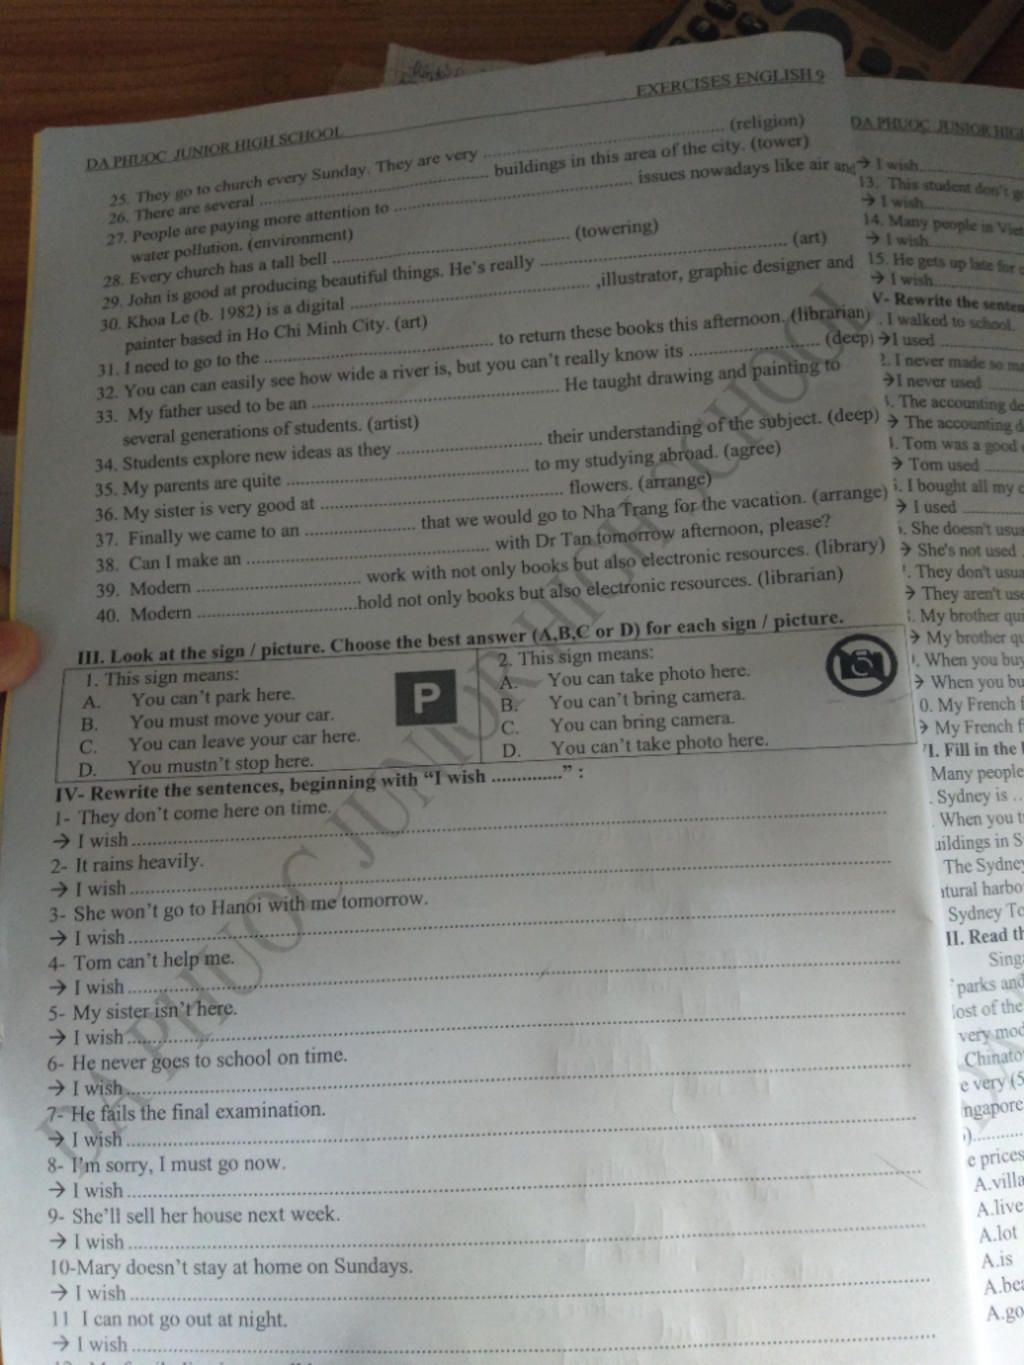 DA PHUOC JUNIOR HIGH SCHOOL
EXERCISES ENGLISH 9
25. They go to church every Sunday. They are very .................... (religion)
26. There are several .................... buildings in this area of the city. (tower)
27. People are paying more attention to .................... issues nowadays like air and
water pollution. (environment)
28. Every church has a tall bell .................... (towering)
29. John is good at producing beautiful things. He's really .................... (art)
30. Khoa Le (b. 1982) is a digital .................... ,illustrator, graphic designer and
painter based in Ho Chi Minh City. (art)
31. I need to go to the .................... to return these books this afternoon. (librarian)
32. You can can easily see how wide a river is, but you can't really know its .................... (deep)
33. My father used to be an .................... He taught drawing and painting to
several generations of students. (artist)
34. Students explore new ideas as they .................... their understanding of the subject. (deep)
35. My parents are quite .................... to my studying abroad. (agree)
36. My sister is very good at .................... flowers. (arrange)
37. Finally we came to an .................... that we would go to Nha Trang for the vacation. (arrange)
38. Can I make an .................... with Dr Tan tomorrow afternoon, please?
39. Modern .................... work with not only books but also electronic resources. (library)
40. Modern ....................hold not only books but also electronic resources. (librarian)
III. Look at the sign / picture. Choose the best answer (A,B,C or D) for each sign / picture.
1. This sign means:
A. You can't park here.
B. You must move your car.
C. You can leave your car here.
D. You mustn't stop here.
P
2. This sign means:
A. You can take photo here.
B. You can't bring camera.
C. You can bring camera.
D. You can't take photo here.
IV- Rewrite the sentences, beginning with "I wish .............." :
1- They don't come here on time.
→ I wish....................
2- It rains heavily.
→ I wish....................
3- She won't go to Hanoi with me tomorrow.
→ I wish....................
4- Tom can't help me.
→ I wish....................
5- My sister isn't here.
→ I wish....................
6- He never goes to school on time.
→ I wish....................
7- He fails the final examination.
→ I wish....................
8- I'm sorry, I must go now.
→ I wish....................
9- She'll sell her house next week.
→ I wish....................
10-Mary doesn't stay at home on Sundays.
→ I wish....................
11 I can not go out at night.
→ I wish....................
DA PHUOC JUNIOR HIGH SCHOOL
DA PHUOC JUNIOR
→ I wish
13. This student don't
→ I wish
14. Many people in
→ I wish
15. He gets up late for
→ I wish
V- Rewrite the
. I walked to school.
→I used
2. I never made so
→I never used
The accounting
→ The accounting
Tom was a good
→ Tom used
I bought all my
→ I used
She doesn't
→ She's not used
They don't
→ They aren't
My brother
→ My brother
When you buy
→ When you
0. My French
→ My French
VI. Fill in the
Many people
Sydney is ..
When you
buildings in
The
Sydney
II. Read
parks and
of the
very
e very (5
e prices
A.
A.live
A.lot
A.is
A.
A.